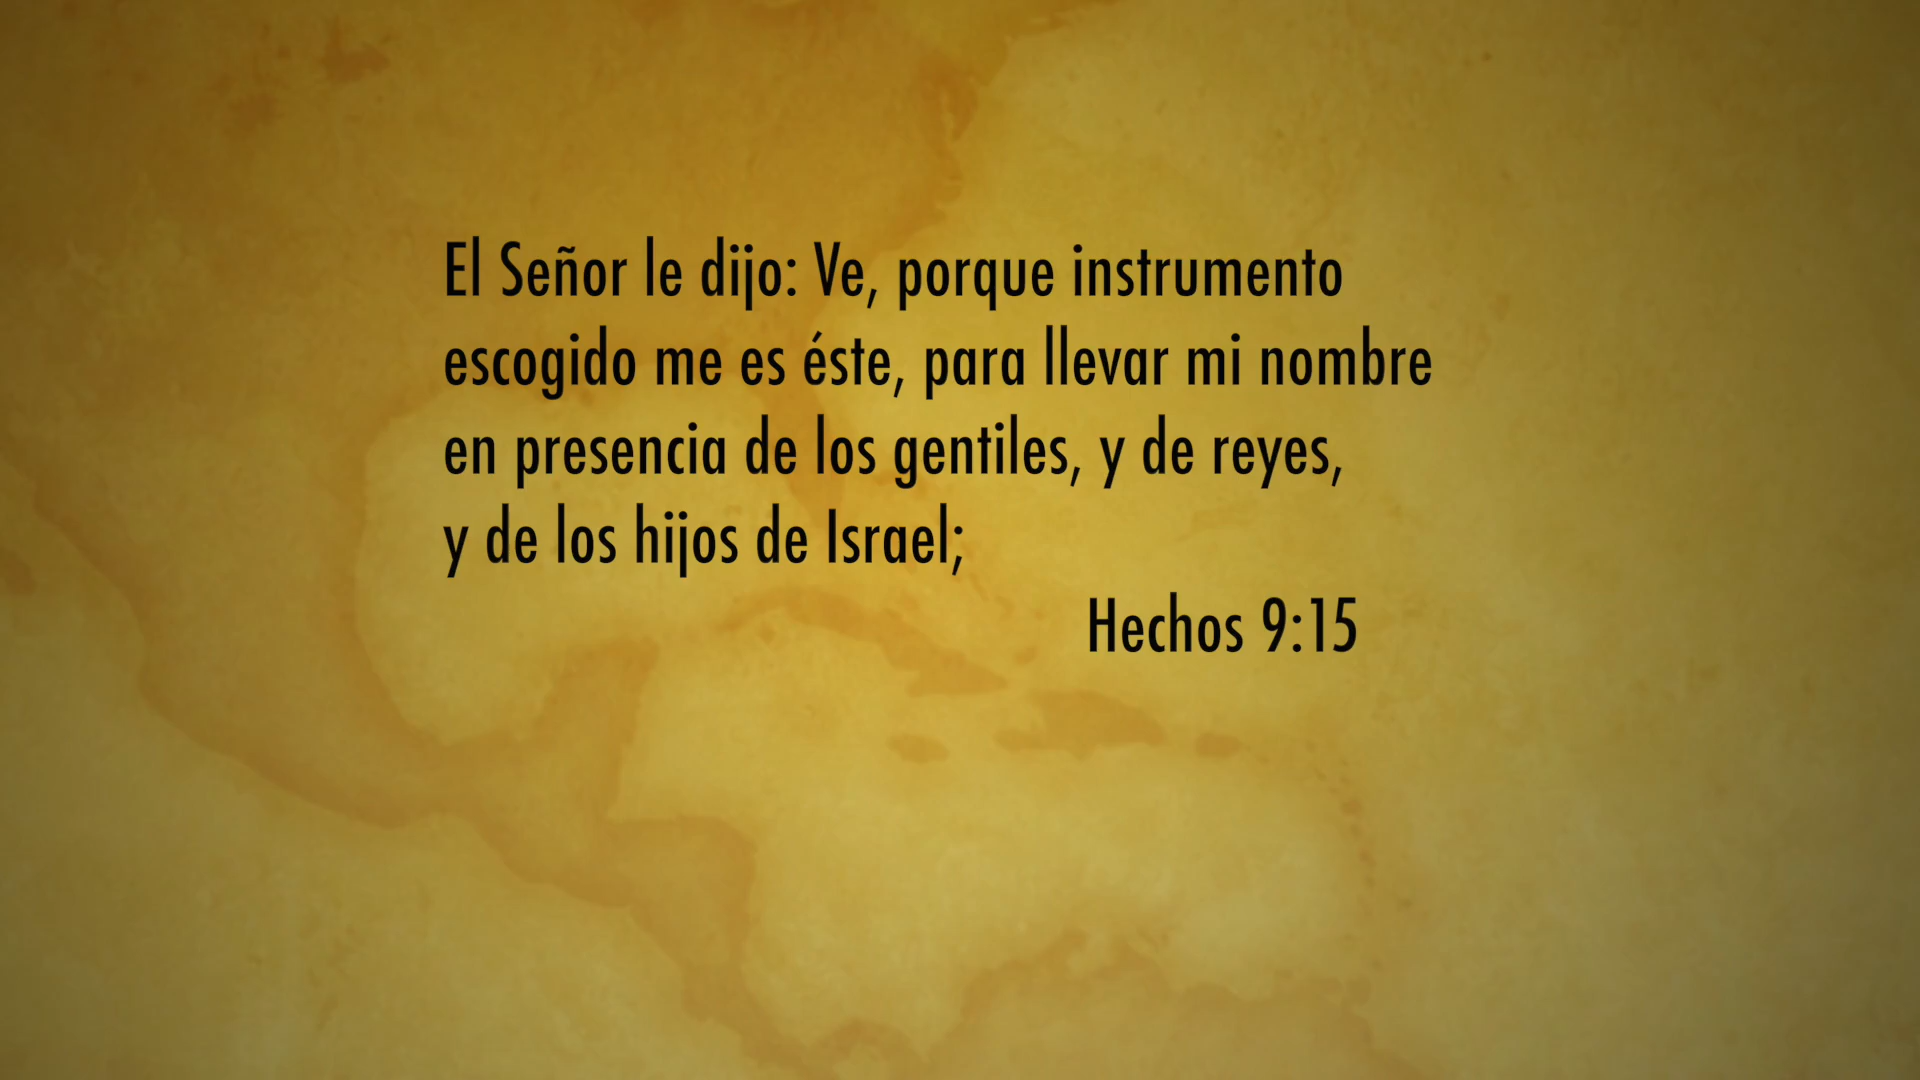 El Señor le dijo: Ve, porque instrumento
escogido me es éste, para llevar mi nombre
en presencia de los gentiles, y de reyes,
y de los hijos de Israel;
Hechos 9:15